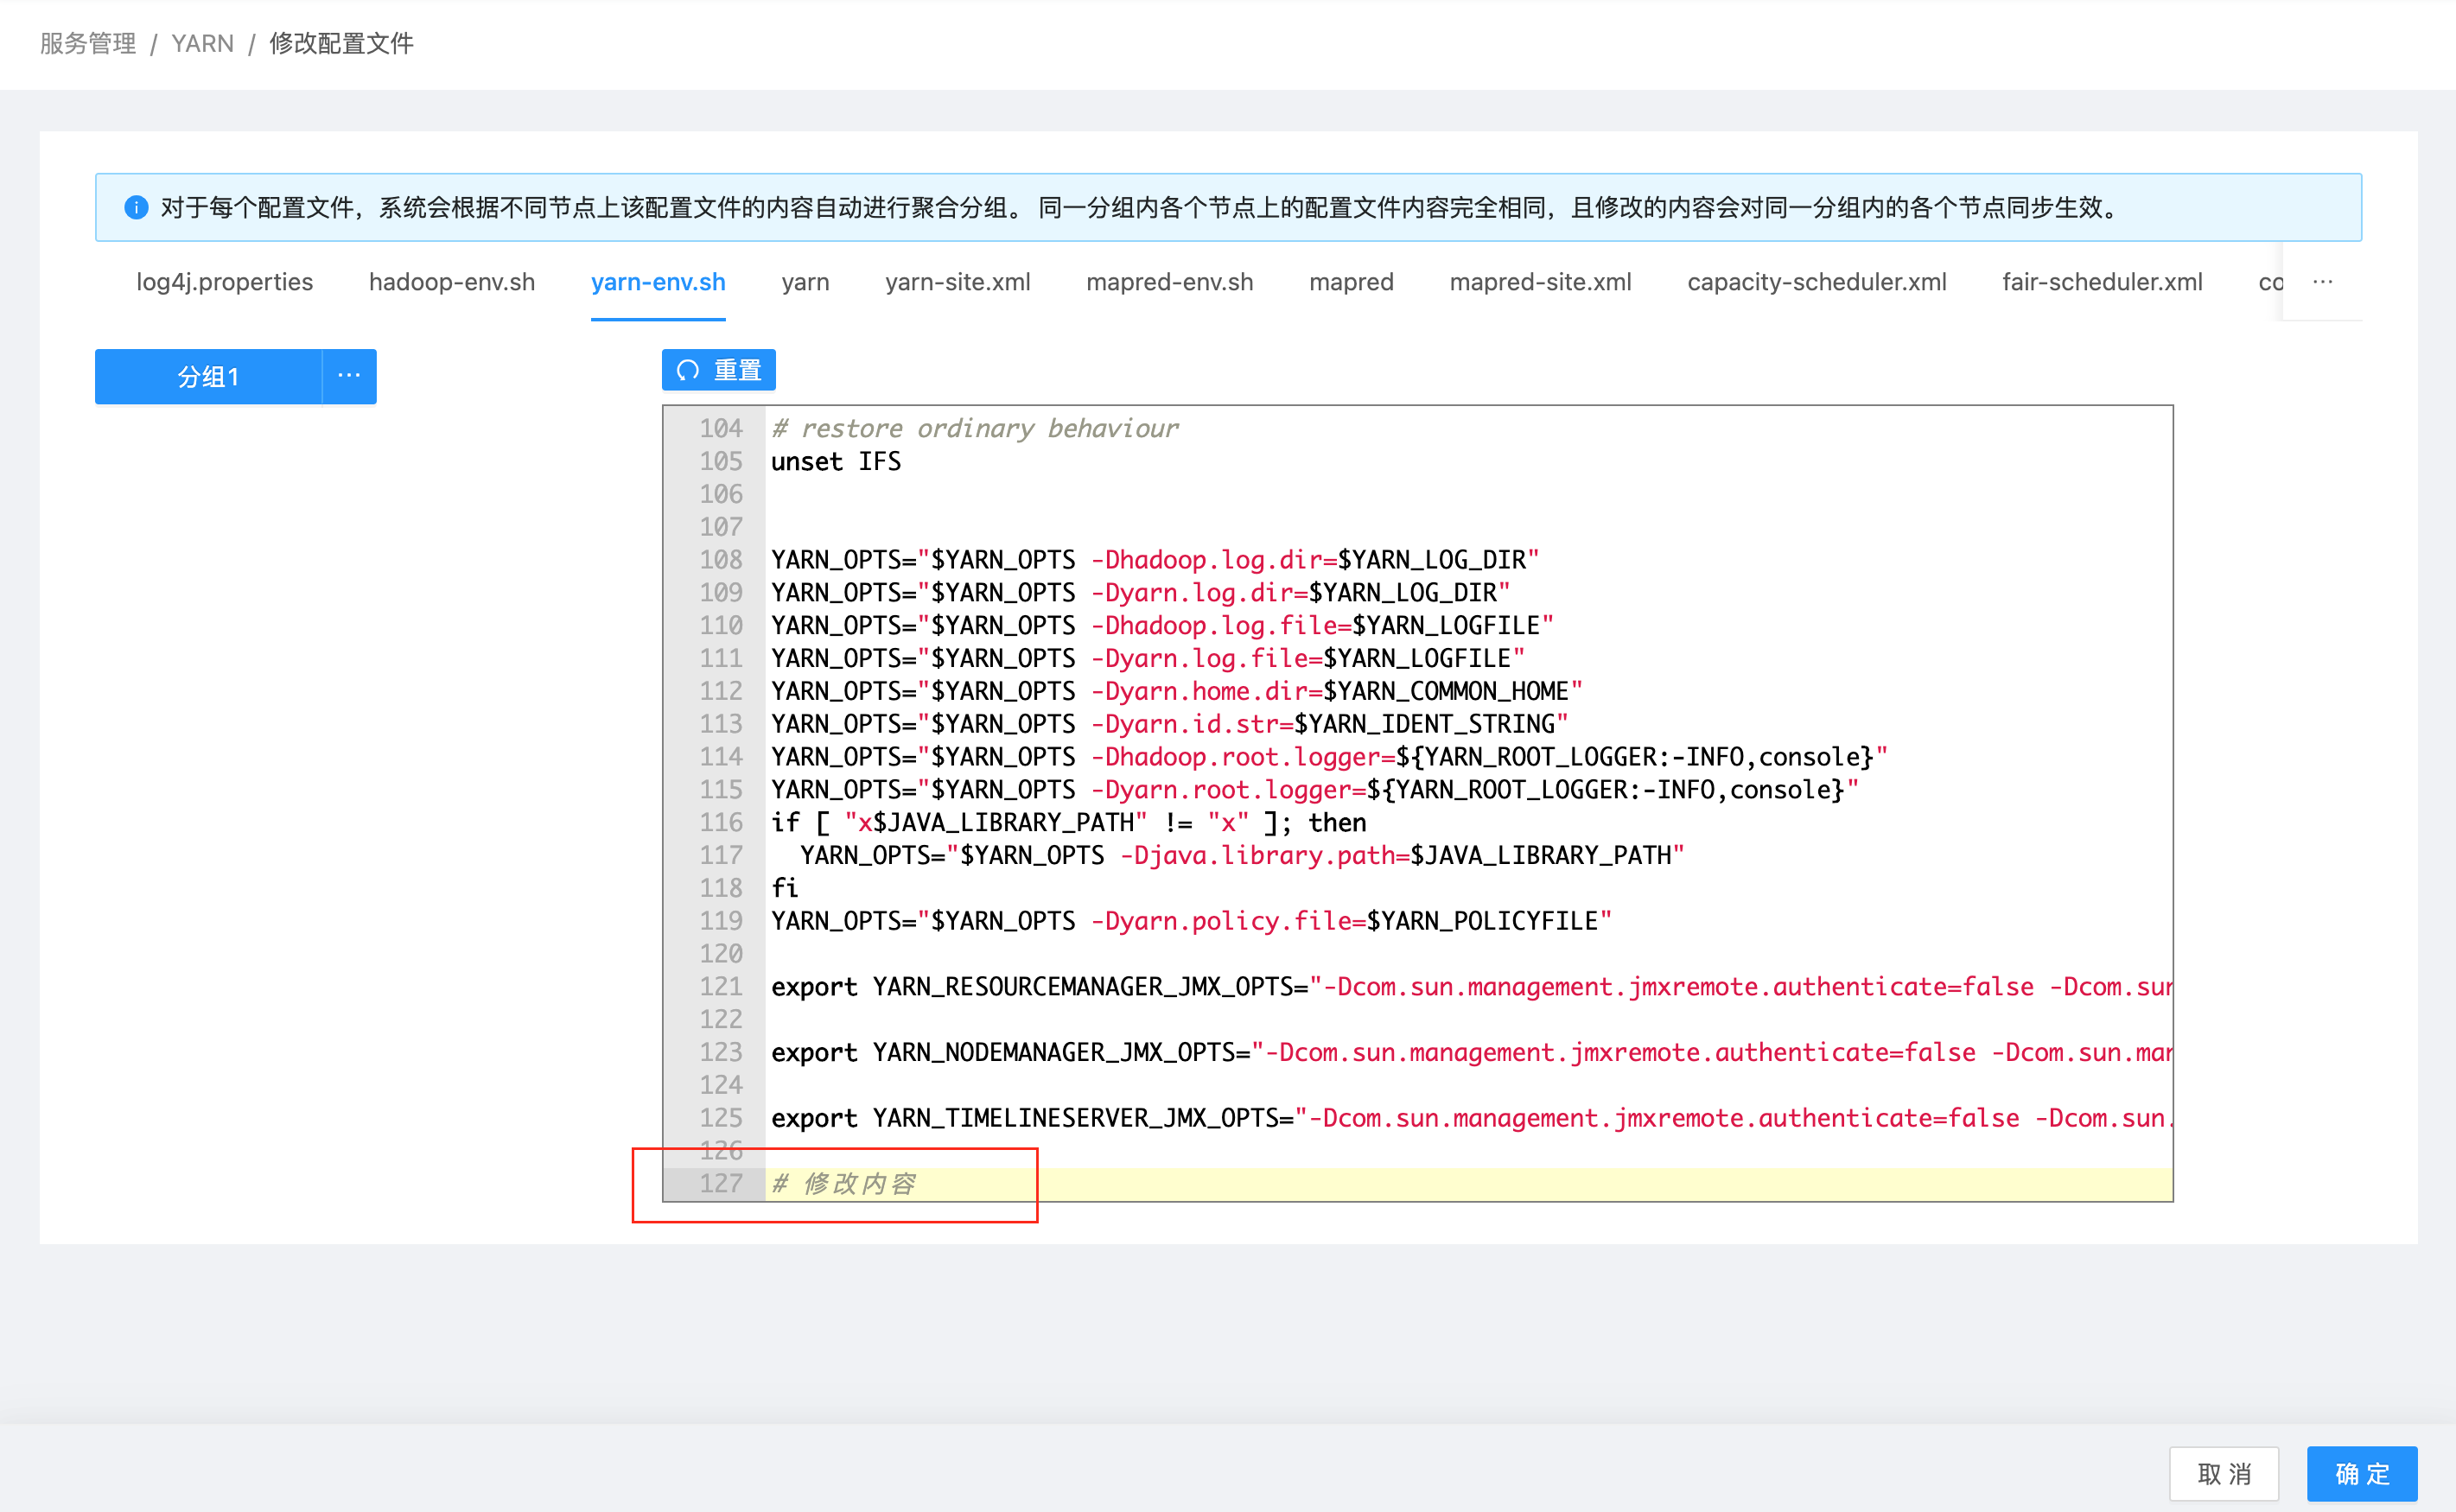 服务管理 / YARN / 修改配置文件
对于每个配置文件，系统会根据不同节点上该配置文件的内容自动进行聚合分组。 同一分组内各个节点上的配置文件内容完全相同，且修改的内容会对同一分组内的各个节点同步生效。
log4j.properties hadoop-env.sh yarn-env.sh yarn yarn-site.xml mapred-env.sh mapred mapred-site.xml capacity-scheduler.xml fair-scheduler.xml co ···
分组1 ···
重置
104 # restore ordinary behaviour
105 unset IFS
106
107
108 YARN_OPTS="$YARN_OPTS -Dhadoop.log.dir=$YARN_LOG_DIR"
109 YARN_OPTS="$YARN_OPTS -Dyarn.log.dir=$YARN_LOG_DIR"
110 YARN_OPTS="$YARN_OPTS -Dhadoop.log.file=$YARN_LOGFILE"
111 YARN_OPTS="$YARN_OPTS -Dyarn.log.file=$YARN_LOGFILE"
112 YARN_OPTS="$YARN_OPTS -Dyarn.home.dir=$YARN_COMMON_HOME"
113 YARN_OPTS="$YARN_OPTS -Dyarn.id.str=$YARN_IDENT_STRING"
114 YARN_OPTS="$YARN_OPTS -Dhadoop.root.logger=${YARN_ROOT_LOGGER:-INFO,console}"
115 YARN_OPTS="$YARN_OPTS -Dyarn.root.logger=${YARN_ROOT_LOGGER:-INFO,console}"
116 if [ "x$JAVA_LIBRARY_PATH" != "x" ]; then
117   YARN_OPTS="$YARN_OPTS -Djava.library.path=$JAVA_LIBRARY_PATH"
118 fi
119 YARN_OPTS="$YARN_OPTS -Dyarn.policy.file=$YARN_POLICYFILE"
120
121 export YARN_RESOURCEMANAGER_JMX_OPTS="-Dcom.sun.management.jmxremote.authenticate=false -Dcom.sun
122
123 export YARN_NODEMANAGER_JMX_OPTS="-Dcom.sun.management.jmxremote.authenticate=false -Dcom.sun.man
124
125 export YARN_TIMELINESERVER_JMX_OPTS="-Dcom.sun.management.jmxremote.authenticate=false -Dcom.sun.
126
127 # 修改内容
取 消 确 定